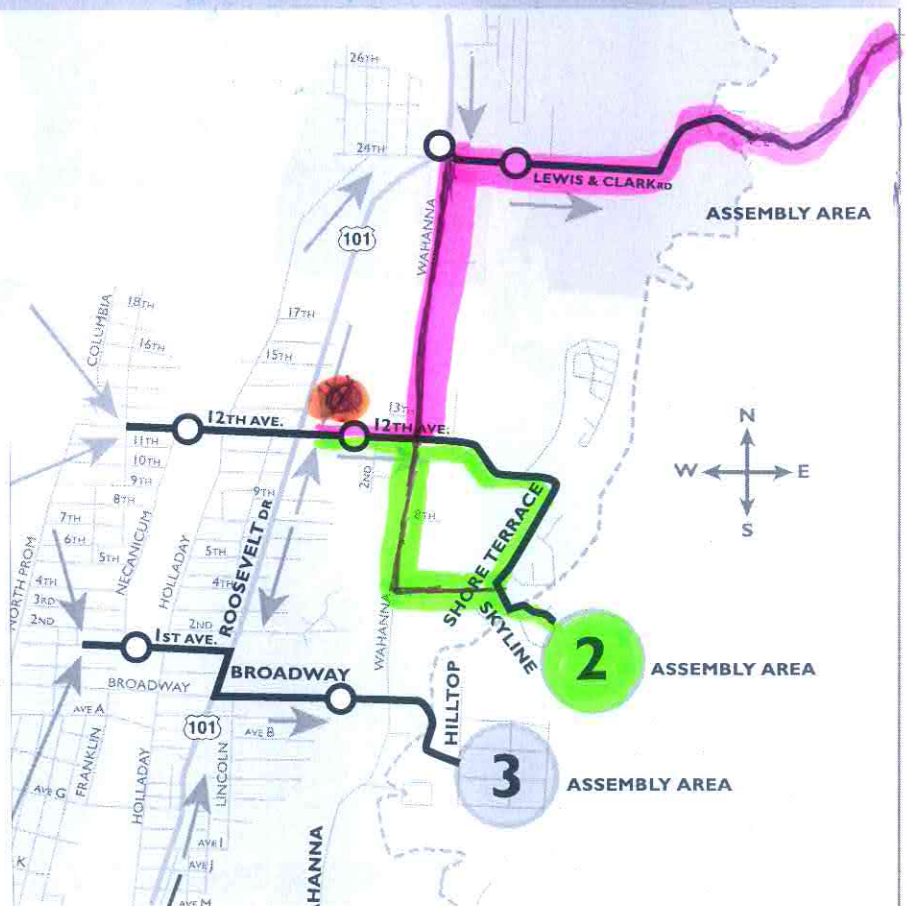 26TH
24TH
LEWIS & CLARK RD
ASSEMBLY AREA
WAHANNA
101
COLUMBIA
18TH
17TH
16TH
15TH
13TH
12TH AVE.
12TH AVE.
11TH
10TH
9TH
9TH
8TH
2ND
8TH
7TH
6TH
5TH
5TH
4TH
4TH
3RD
2ND
2ND
NORTH PROM
NECANICUM
HOLLADAY
ROOSEVELT DR
SHORE TERRACE
SKYLINE
N
W E
S
1ST AVE.
BROADWAY
BROADWAY
WAHANNA
HILLTOP
2
ASSEMBLY AREA
3
ASSEMBLY AREA
AVE A
101
AVE B
FRANKLIN
HOLLADAY
LINCOLN
AVE G
AVE I
AVE J
K
AVE M
AHANNA